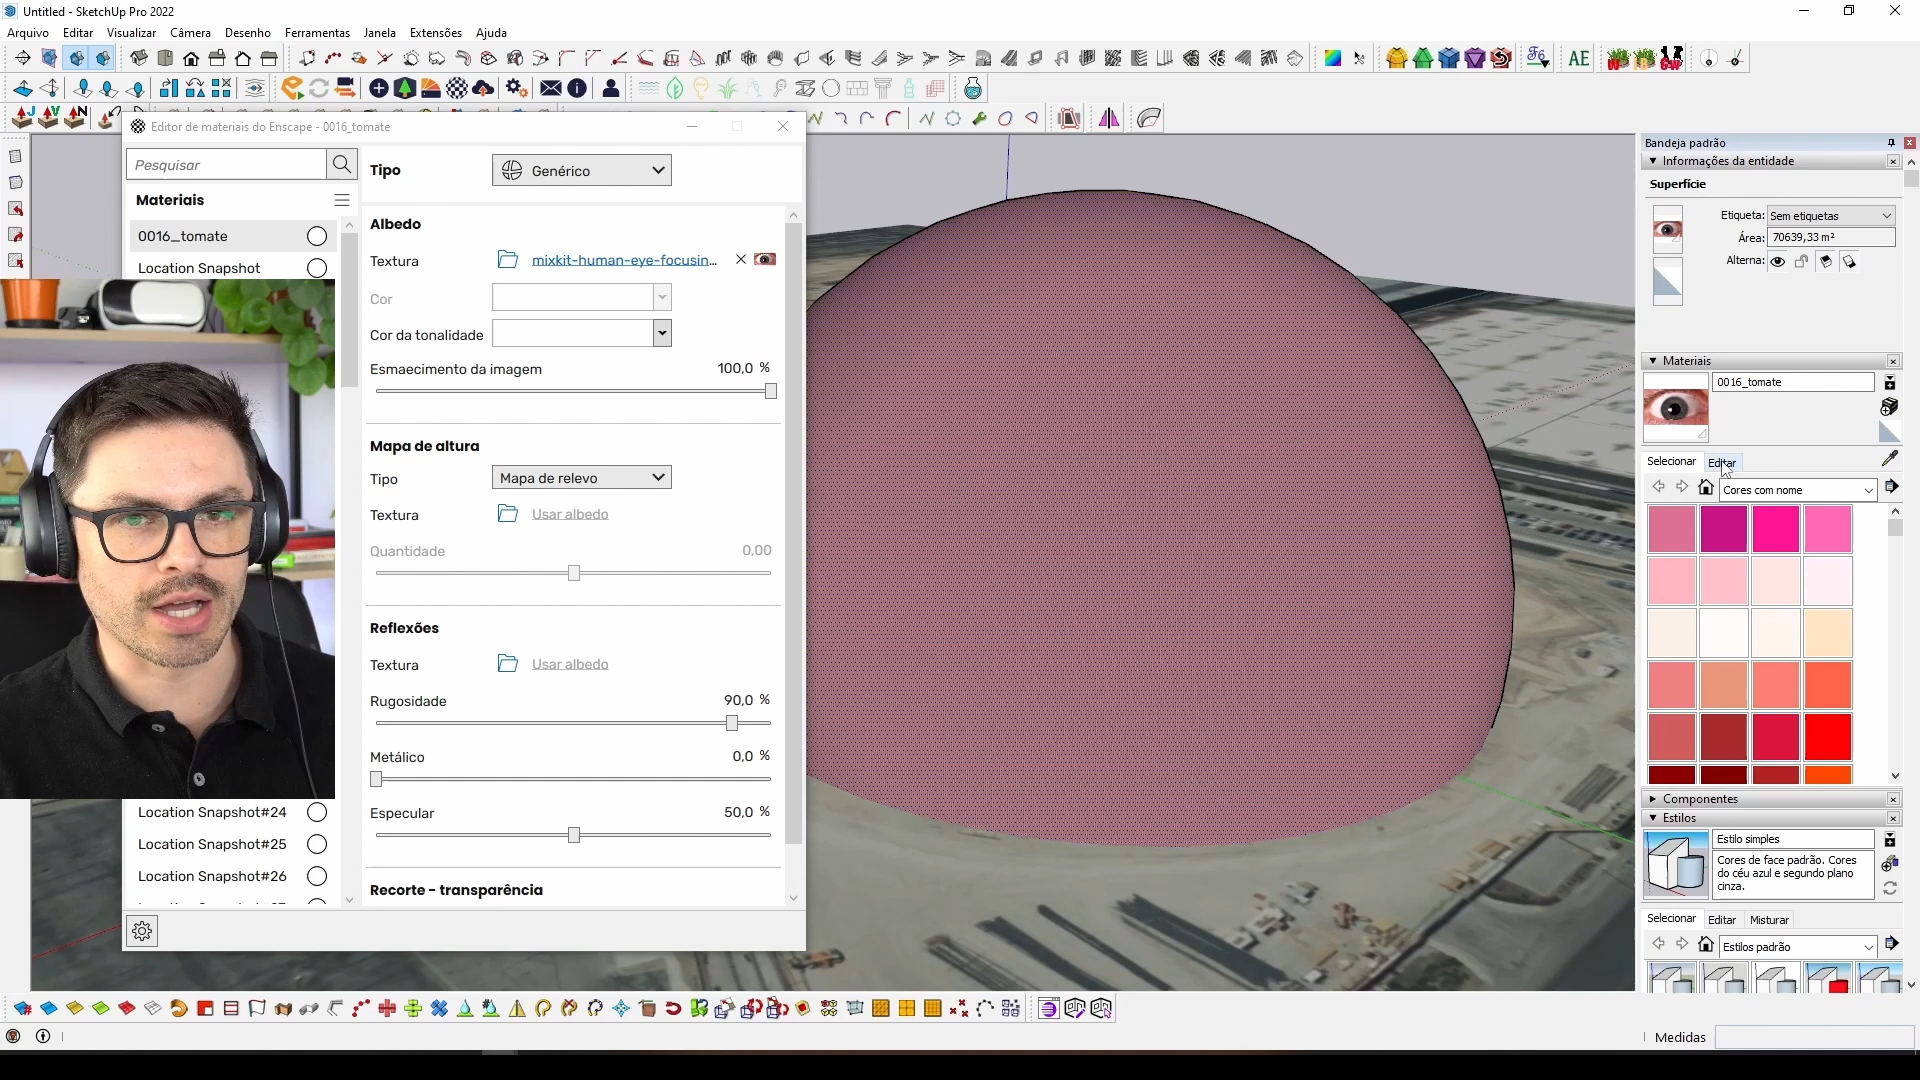 Untitled - SketchUp Pro 2022
Arquivo Editar Visualizar Câmera Desenho Ferramentas Janela Extensões Ajuda
AE
Editor de materiais do Enscape - 0016_tomate
Pesquisar
Materiais
0016_tomate
Location Snapshot
Location Snapshot#24
Location Snapshot#25
Location Snapshot#26
Tipo
Genérico
Albedo
Textura
mixkit-human-eye-focusin...
Cor
Cor da tonalidade
Esmaecimento da imagem
100,0 %
Mapa de altura
Tipo
Mapa de relevo
Textura
Usar albedo
Quantidade
0,00
Reflexões
Textura
Usar albedo
Rugosidade
90,0 %
Metálico
0,0 %
Especular
50,0 %
Recorte - transparência
Bandeja padrão
Informações da entidade
Superfície
Etiqueta: Sem etiquetas
Área: 70639,33 m²
Alterna:
Materiais
0016_tomate
Selecionar Editar
Cores com nome
Componentes
Estilos
Estilo simples
Cores de face padrão. Cores
do céu azul e segundo plano
cinza.
Selecionar Editar Misturar
Estilos padrão
Medidas